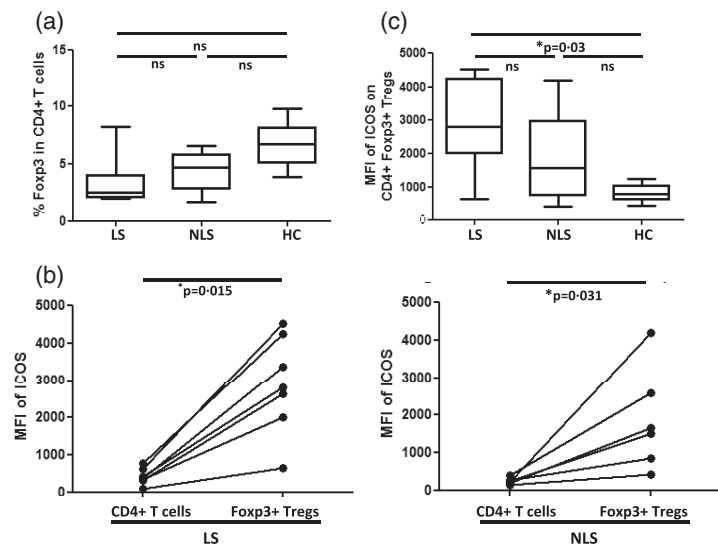 (a)
ns
ns
ns
% Foxp3 in CD4+ T cells
15
10
5
0
LS
NLS
HC
(c)
*p=0·03
ns
ns
MFI of ICOS on
CD4+ Foxp3+ Tregs
5000
4000
3000
2000
1000
0
LS
NLS
HC
(b)
*p=0·015
MFI of ICOS
5000
4000
3000
2000
1000
0
CD4+ T cells
Foxp3+ Tregs
LS
*p=0·031
MFI of ICOS
5000
4000
3000
2000
1000
0
CD4+ T cells
Foxp3+ Tregs
NLS